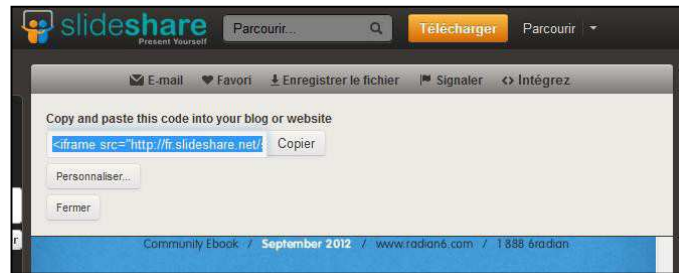 slideshare Parcourir... Télécharger Parcourir
Present Yourself
E-mail Favori Enregistrer le fichier Signaler <> Intégrez
Copy and paste this code into your blog or website
<iframe src="http://fr.slideshare.net/ Copier
Personnaliser...
Fermer
r
Community Ebook / September 2012 / www.radian6.com / 1 888 6radian